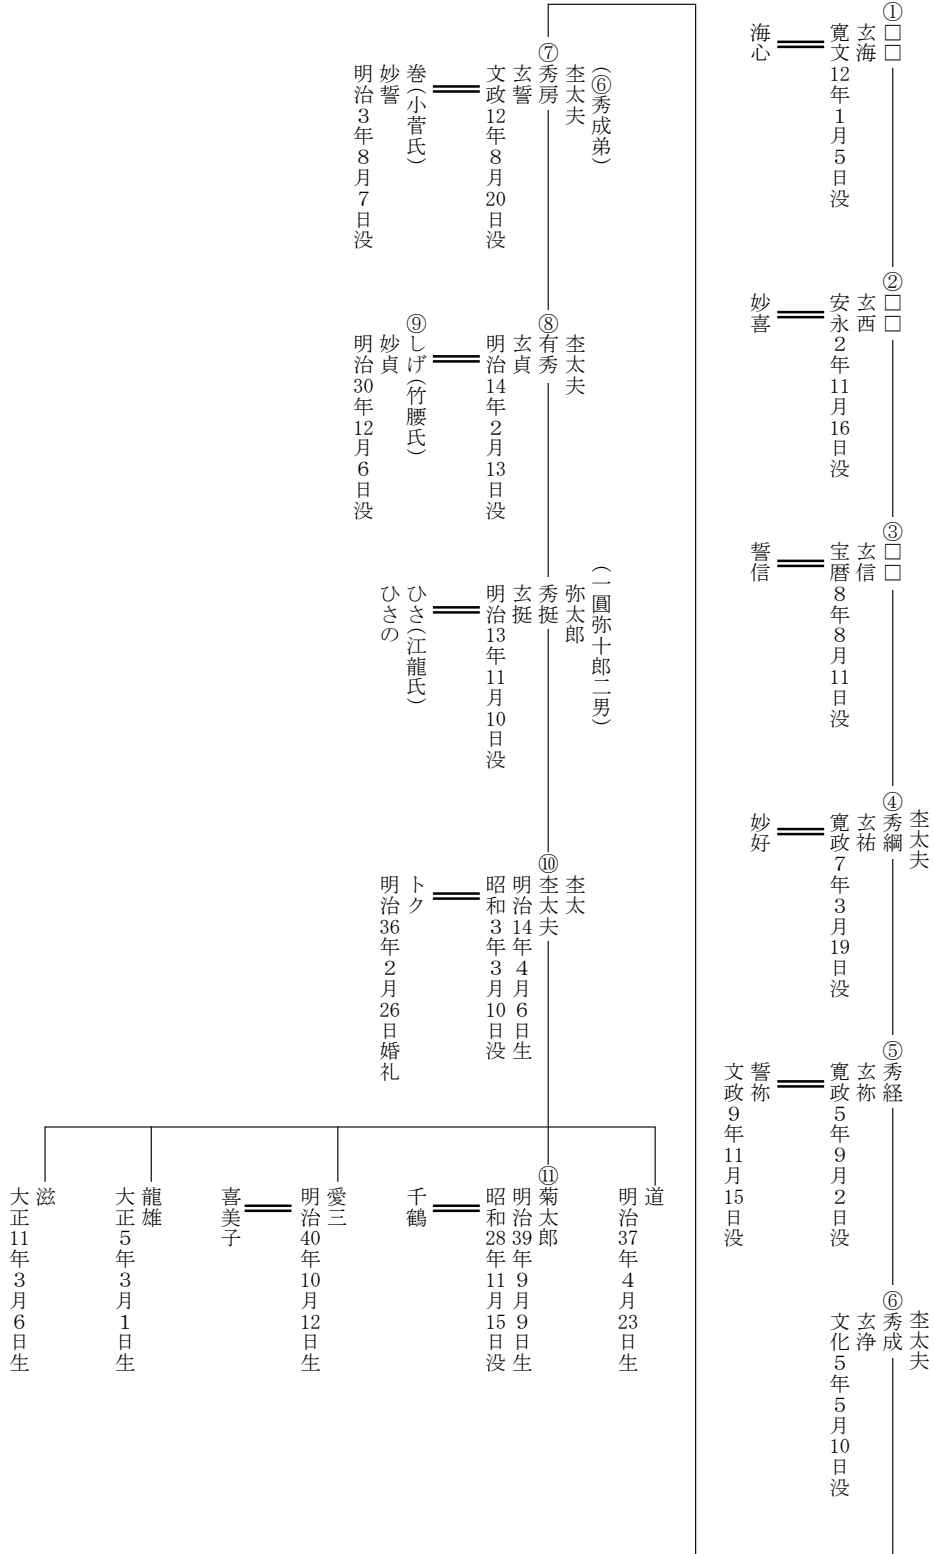 ①□□
玄海
寛文12年1月5日没
海心
②□□
玄西
安永2年11月16日没
妙喜
③□□
玄信
宝暦8年8月11日没
誓信
杢太夫
④秀綱
玄祐
寛政7年3月19日没
妙好
⑤秀経
玄祢
寛政5年9月2日没
誓祢
文政9年11月15日没
杢太夫
⑥秀成
玄浄
文化5年5月10日没
(⑥秀成弟)
杢太夫
⑦秀房
玄誓
文政12年8月20日没
巻(小菅氏)
妙誓
明治3年8月7日没
杢太夫
⑧有秀
玄貞
明治14年2月13日没
⑨しげ(竹腰氏)
妙貞
明治30年12月6日没
(一圓弥十郎二男)
弥太郎
秀挺
玄挺
明治13年11月10日没
ひさ(江龍氏)
ひさの
杢太
⑩杢太夫
明治14年4月6日生
昭和3年3月10日没
トク
明治36年2月26日婚礼
道
明治37年4月23日生
⑪菊太郎
明治39年9月9日生
昭和28年11月15日没
千鶴
愛三
明治40年10月12日生
喜美子
龍雄
大正5年3月1日生
滋
大正11年3月6日生